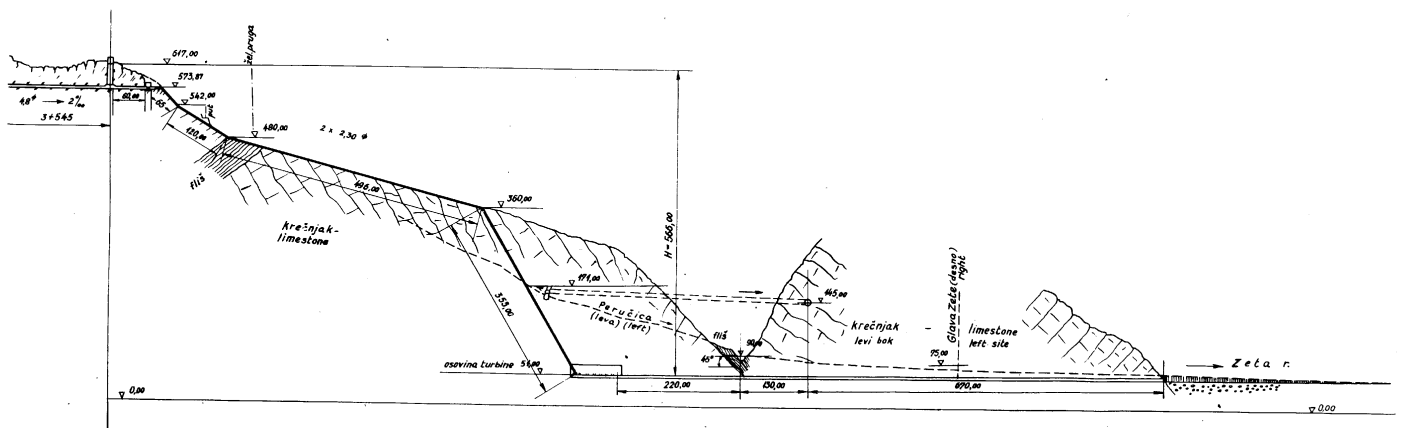 617,00
žel. pruga
573,87
4,8ᶲ → 2‰
60,00
65
542,00
put
3+545
120,00
480,00
2 x 2,30 ᶲ
fliš
496,00
krečnjak-
limestone
360,00
H = 566,00
171,00
353,00
Peručica
(leva) (left)
145,00
krečnjak - limestone
levi bok left site
Glava Zete (desno)
right
fliš
90,00
45°
75,00
osovina turbine 51,00
Zeta r.
220,00
130,00
670,00
0,00
0,00